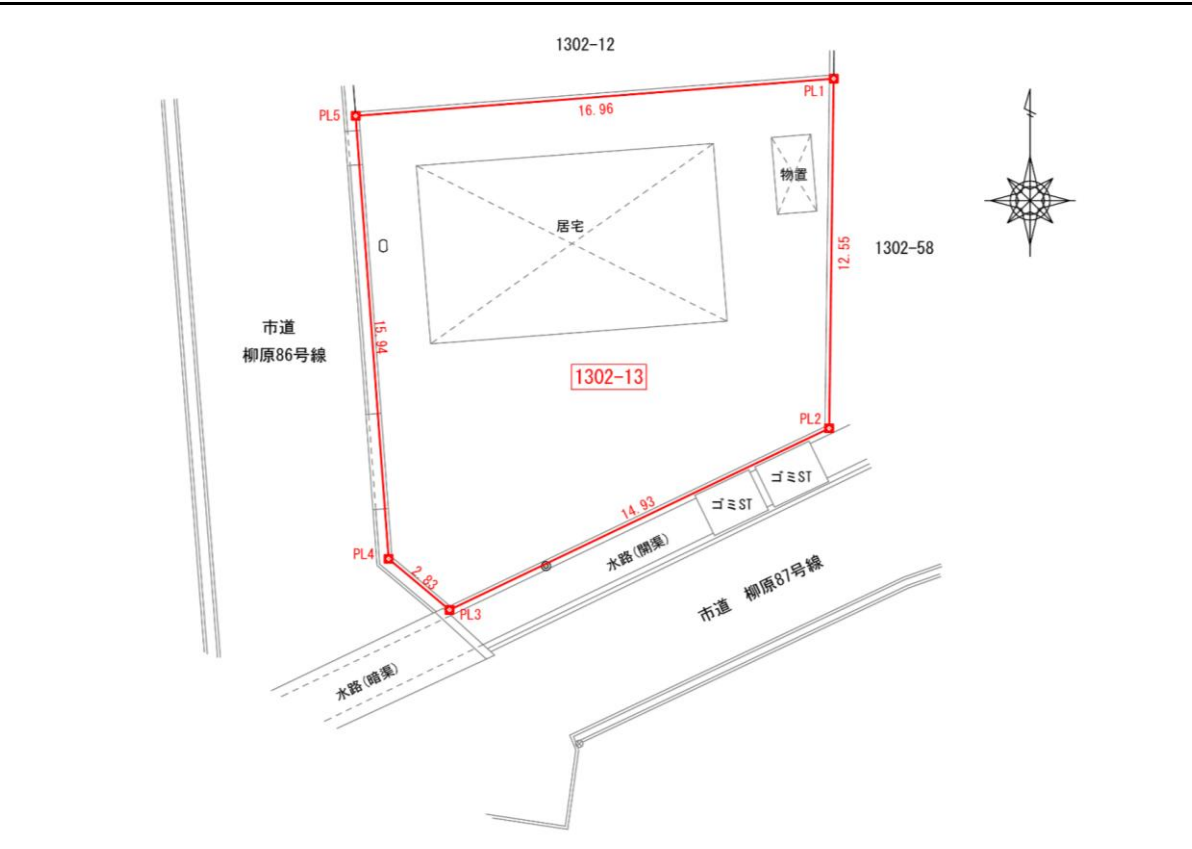 1302-12
PL1
PL5
16.96
物置
居宅
12.55
1302-58
市道
柳原86号線
15.94
1302-13
PL2
ゴミST
ゴミST
14.93
水路(開渠)
PL4
2.83
PL3
市道 柳原87号線
水路(暗渠)